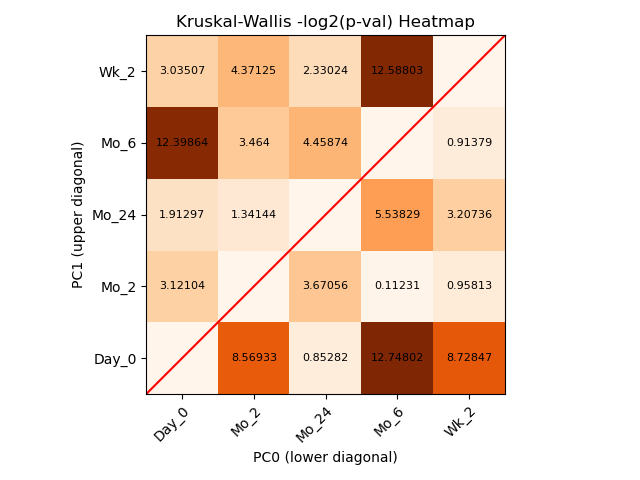 Kruskal-Wallis -log2(p-val) Heatmap
PC1 (upper diagonal)
Wk_2 3.03507 4.37125 2.33024 12.58803
Mo_6 12.39864 3.464 4.45874 0.91379
Mo_24 1.91297 1.34144 5.53829 3.20736
Mo_2 3.12104 3.67056 0.11231 0.95813
Day_0 8.56933 0.85282 12.74802 8.72847
Day_0 Mo_2 Mo_24 Mo_6 Wk_2
PC0 (lower diagonal)